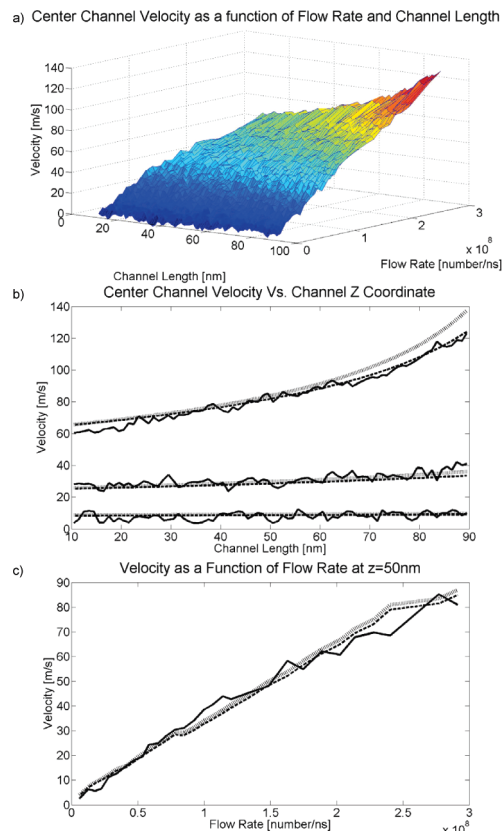 a) Center Channel Velocity as a function of Flow Rate and Channel Length
140
120
100
80
60
40
20
0
Velocity [m/s]
0
20
40
60
80
100
Channel Length [nm]
0
1
2
3
x 10^8
Flow Rate [number/ns]
b) Center Channel Velocity Vs. Channel Z Coordinate
140
120
100
80
60
40
20
0
Velocity [m/s]
10 20 30 40 50 60 70 80 90
Channel Length [nm]
c) Velocity as a Function of Flow Rate at z=50nm
90
80
70
60
50
40
30
20
10
0
Velocity [m/s]
0.5 1 1.5 2 2.5 3
Flow Rate [number/ns]
x 10^8